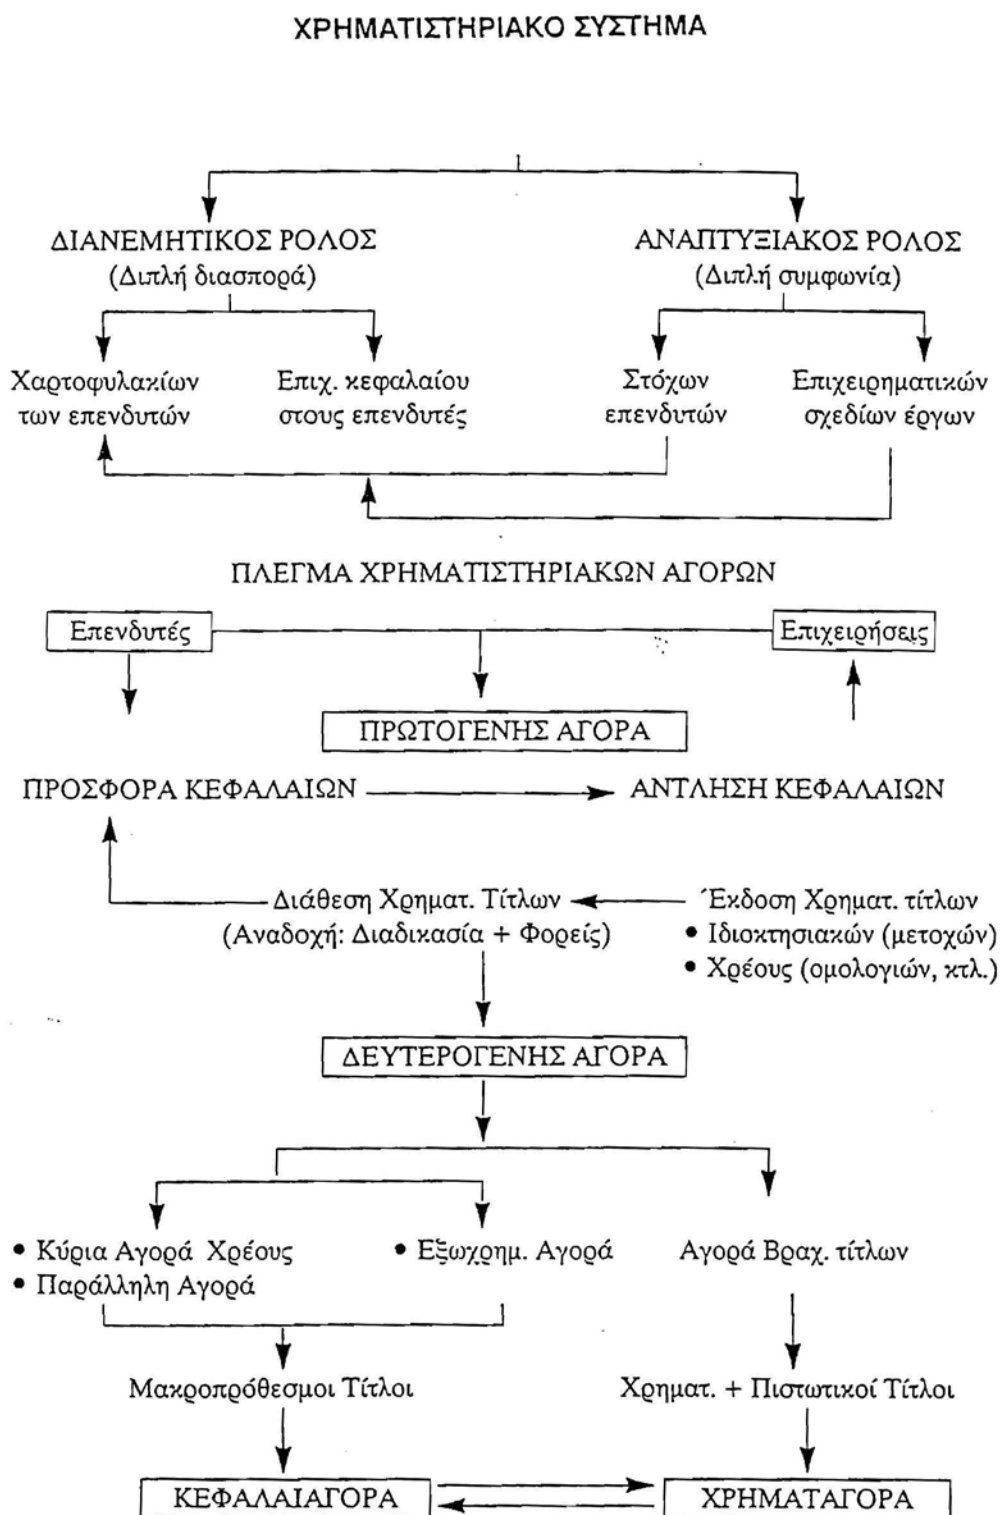 ΧΡΗΜΑΤΙΣΤΗΡΙΑΚΟ ΣΥΣΤΗΜΑ
ΔΙΑΝΕΜΗΤΙΚΟΣ ΡΟΛΟΣ
(Διπλή διασπορά)
ΑΝΑΠΤΥΞΙΑΚΟΣ ΡΟΛΟΣ
(Διπλή συμφωνία)
Χαρτοφυλακίων
των επενδυτών
Επιχ. κεφαλαίου
στους επενδυτές
Στόχων
επενδυτών
Επιχειρηματικών
σχεδίων έργων
ΠΛΕΓΜΑ ΧΡΗΜΑΤΙΣΤΗΡΙΑΚΩΝ ΑΓΟΡΩΝ
Επενδυτές
Επιχειρήσεις
ΠΡΩΤΟΓΕΝΗΣ ΑΓΟΡΑ
ΠΡΟΣΦΟΡΑ ΚΕΦΑΛΑΙΩΝ
ΑΝΤΛΗΣΗ ΚΕΦΑΛΑΙΩΝ
Διάθεση Χρηματ. Τίτλων
(Αναδοχή: Διαδικασία + Φορείς)
Έκδοση Χρηματ. τίτλων
• Ιδιοκτησιακών (μετοχών)
• Χρέους (ομολογιών, κτλ.)
ΔΕΥΤΕΡΟΓΕΝΗΣ ΑΓΟΡΑ
• Κύρια Αγορά Χρέους
• Παράλληλη Αγορά
• Εξωχρημ. Αγορά
Αγορά Βραχ. τίτλων
Μακροπρόθεσμοι Τίτλοι
Χρηματ. + Πιστωτικοί Τίτλοι
ΚΕΦΑΛΑΙΑΓΟΡΑ
ΧΡΗΜΑΤΑΓΟΡΑ